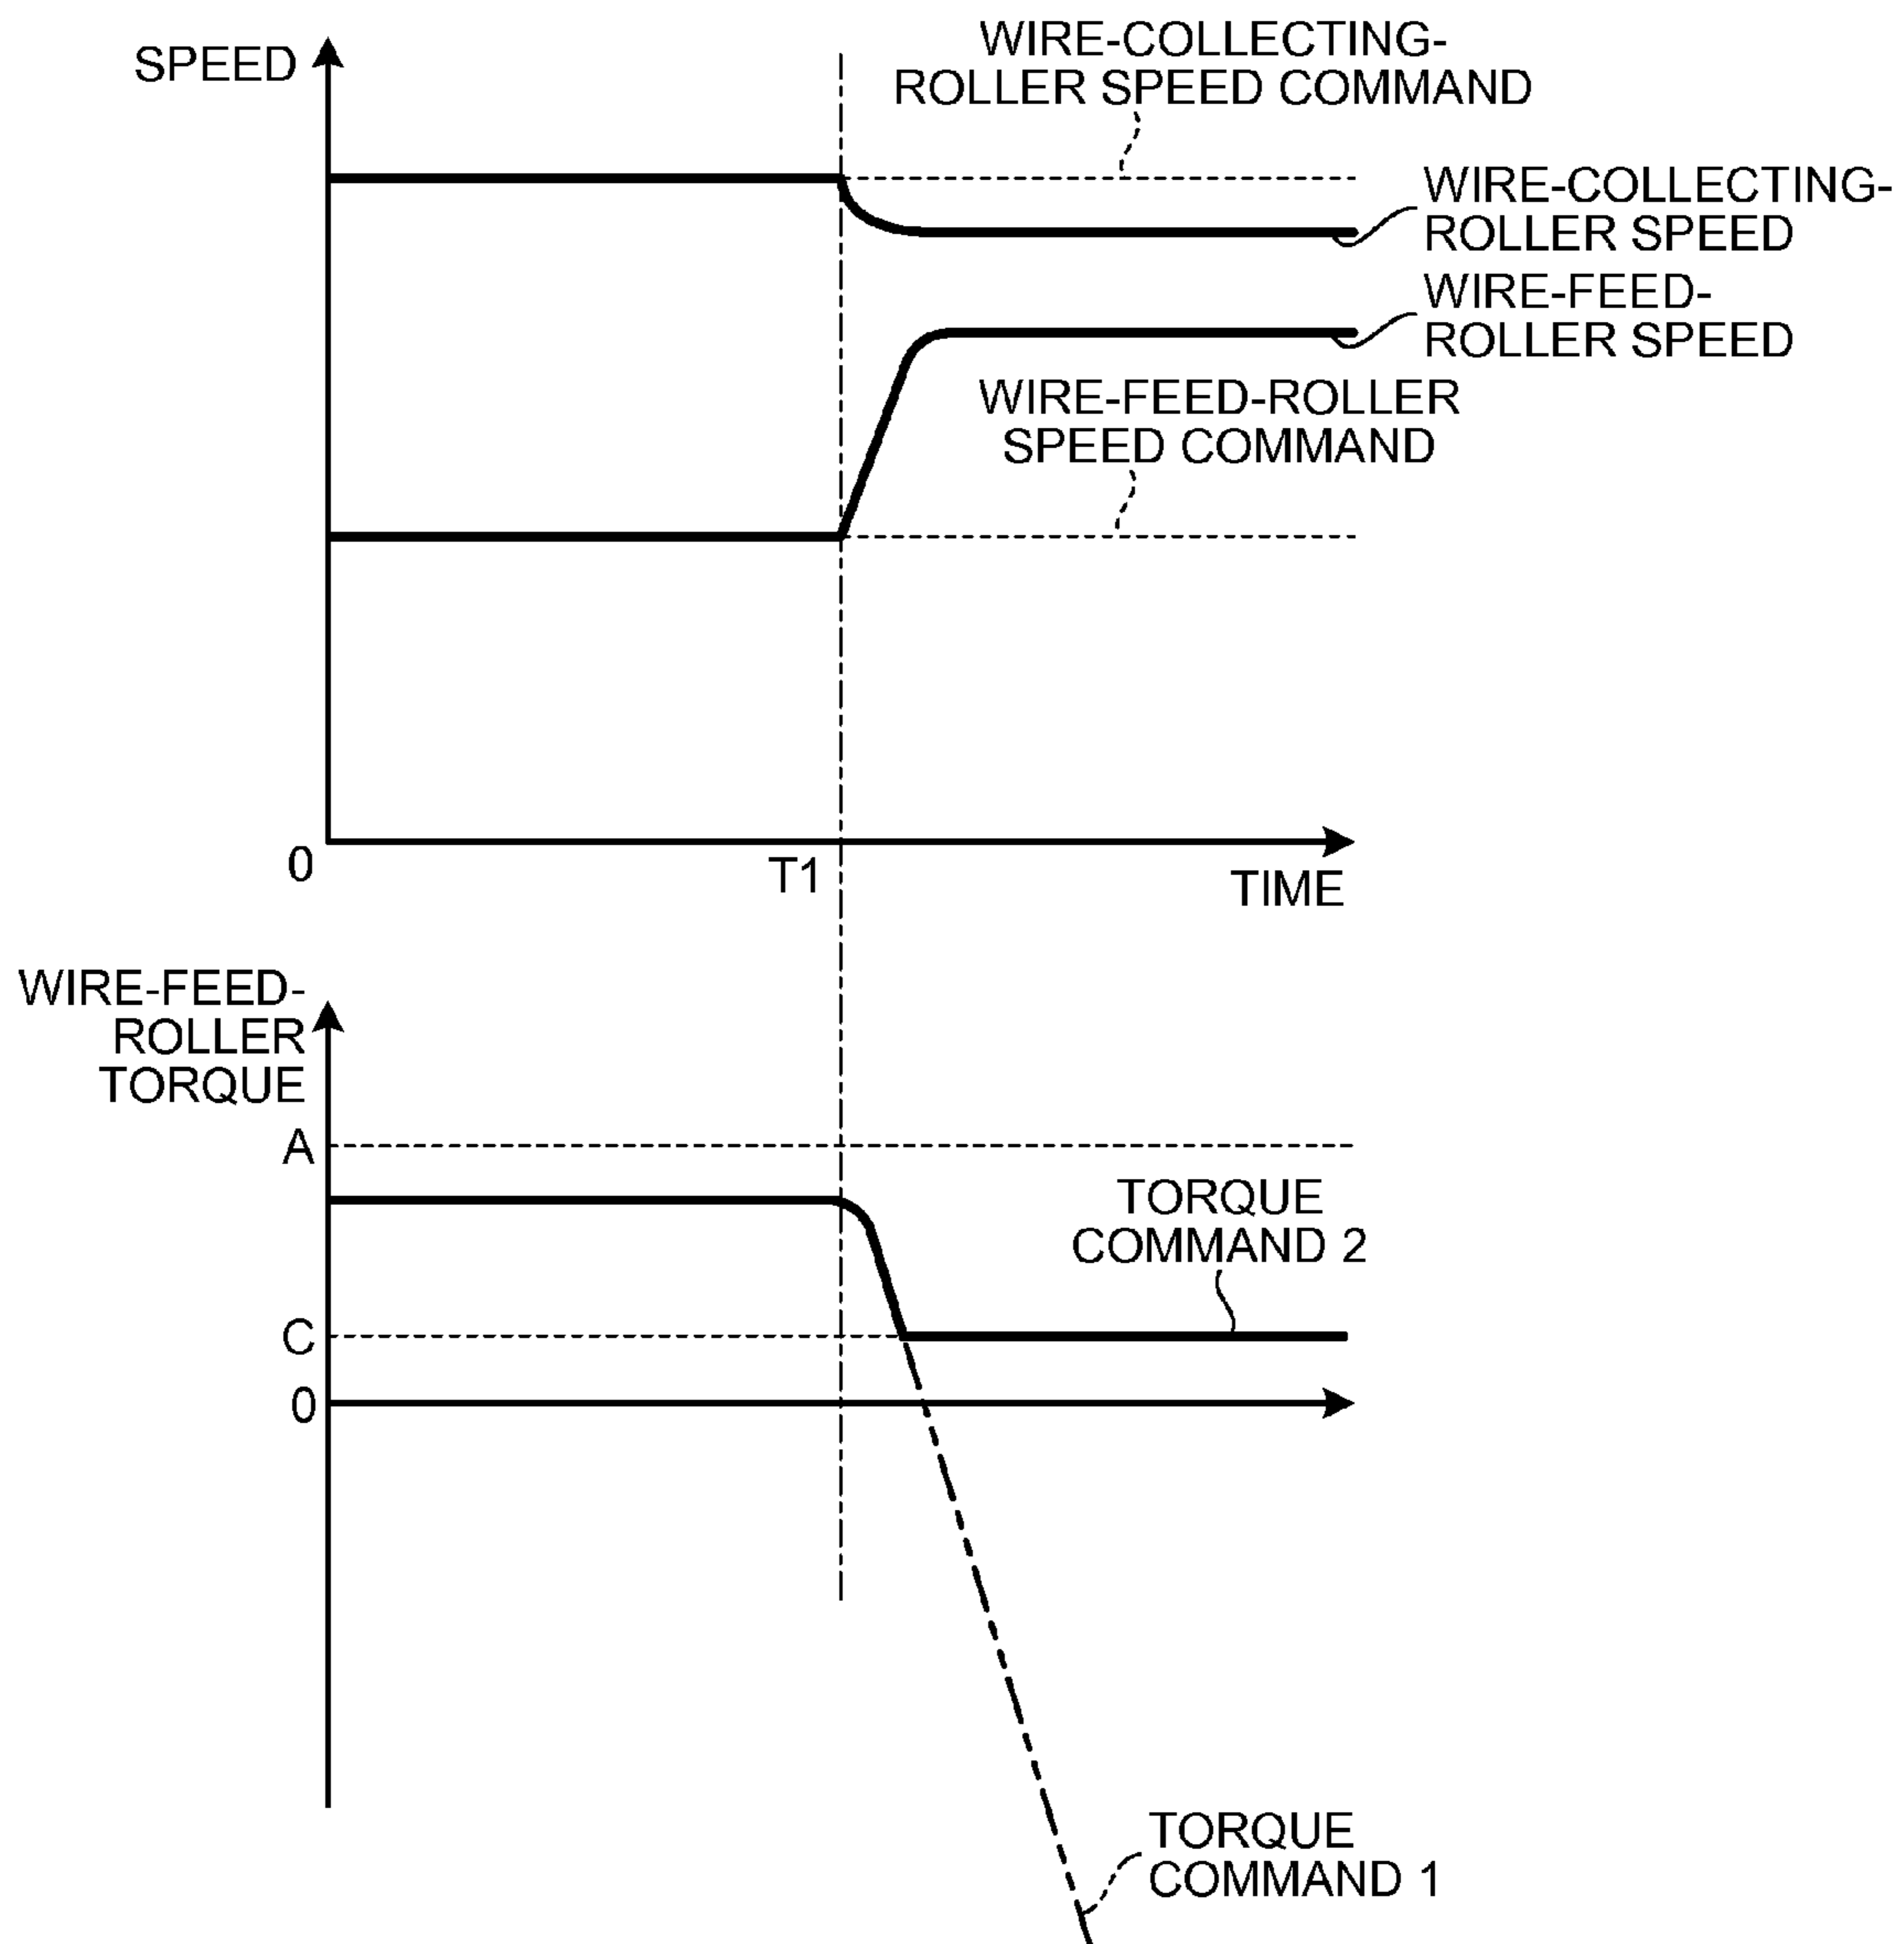 SPEED
WIRE-COLLECTING-
ROLLER SPEED COMMAND
WIRE-COLLECTING-
ROLLER SPEED
WIRE-FEED-
ROLLER SPEED
WIRE-FEED-ROLLER
SPEED COMMAND
0
T1
TIME
WIRE-FEED-
ROLLER
TORQUE
A
TORQUE
COMMAND 2
C
0
TORQUE
COMMAND 1